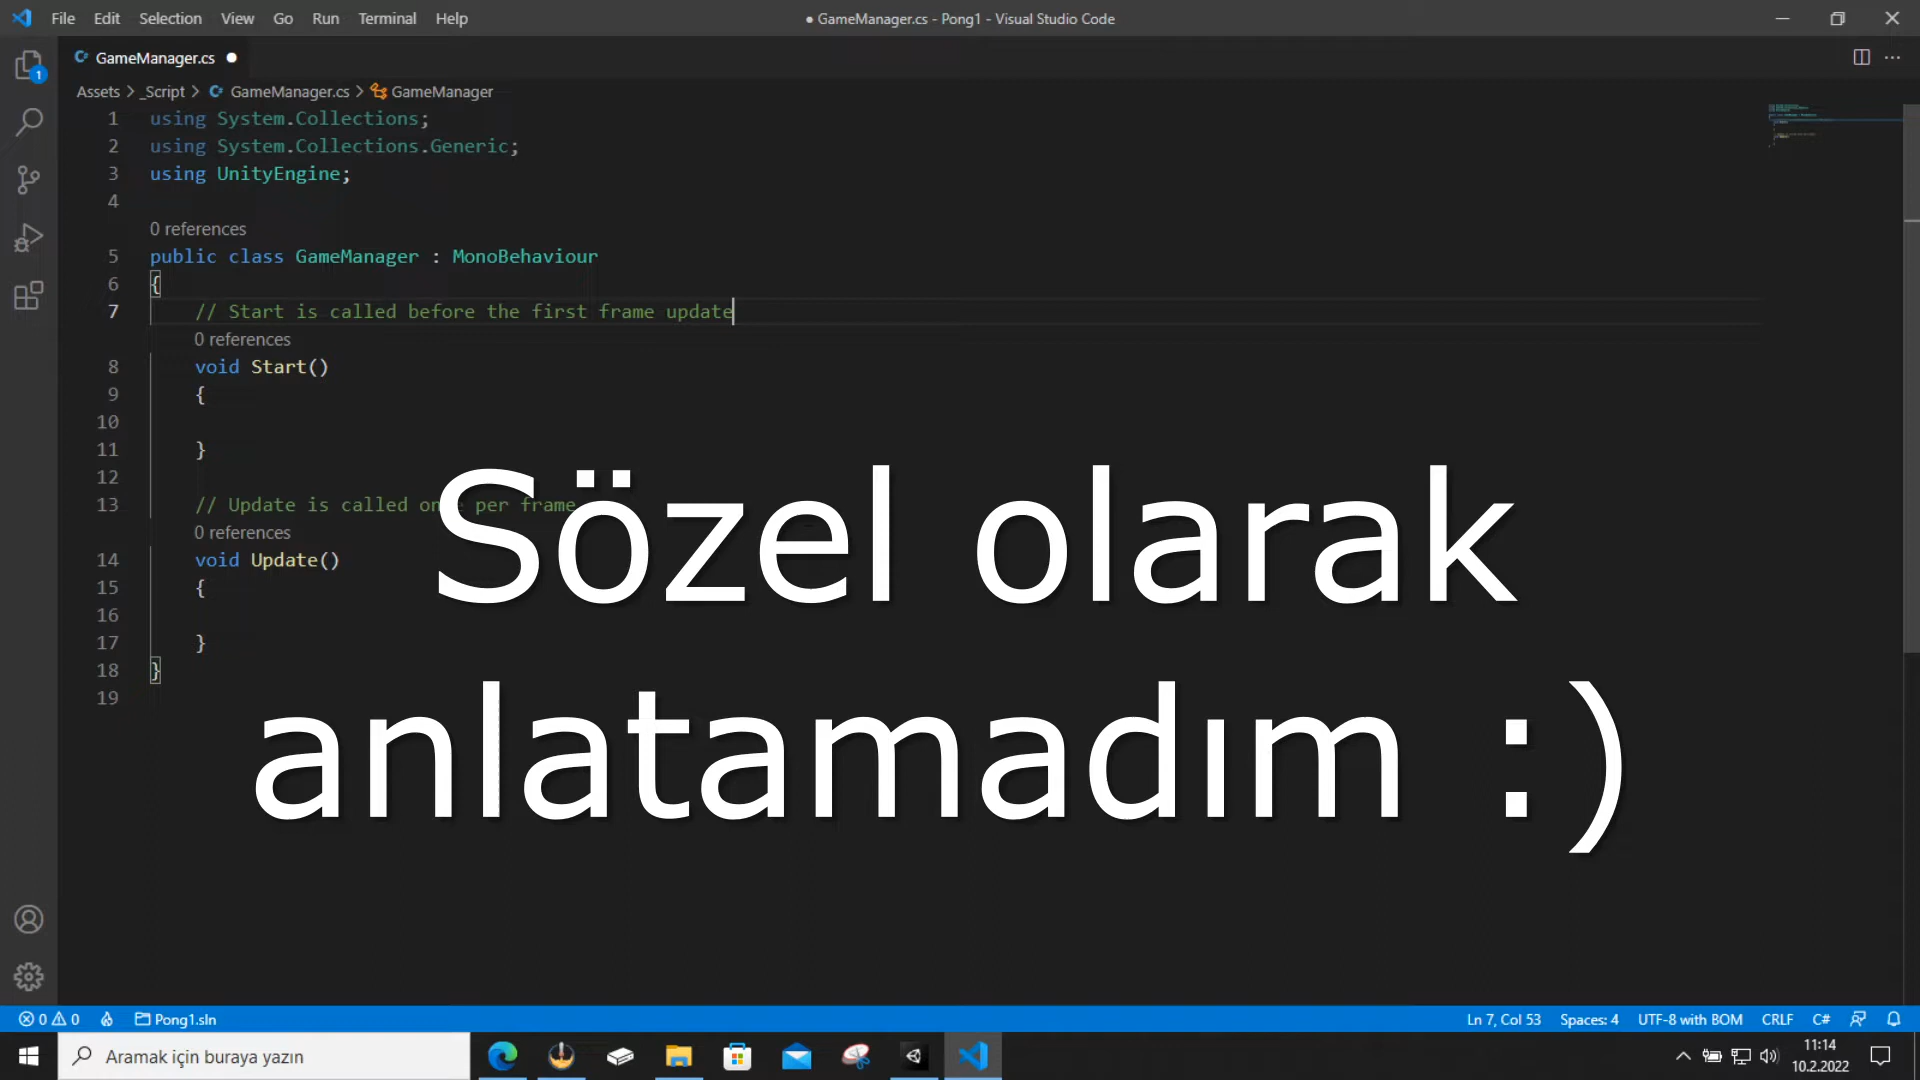 File Edit Selection View Go Run Terminal Help
● GameManager.cs - Pong1 - Visual Studio Code
GameManager.cs ●
Assets > _Script > GameManager.cs > GameManager
1 using System.Collections;
2 using System.Collections.Generic;
3 using UnityEngine;
4
0 references
5 public class GameManager : MonoBehaviour
6 {
7 // Start is called before the first frame update
0 references
8 void Start()
9 {
10
11 }
12
13 // Update is called per frame
0 references
14 void Update()
15 {
16
17 }
18 }
19
Sözel olarak
anlatamadım :)
1
0 0 Pong1.sln
Ln 7, Col 53 Spaces: 4 UTF-8 with BOM CRLF C#
Aramak için buraya yazın
11:14
10.2.2022